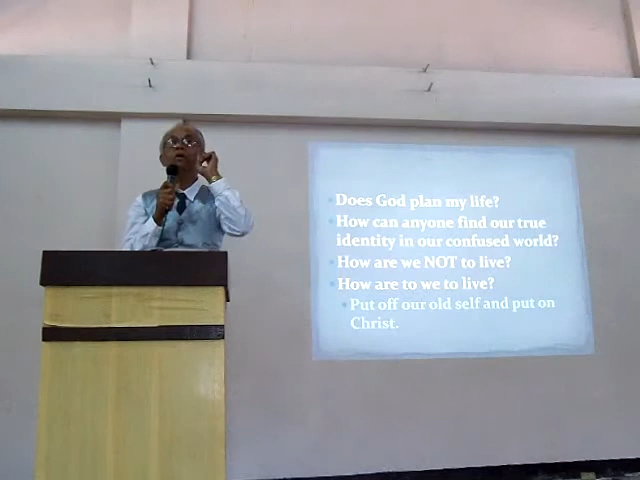 Does God plan my life?
How can anyone find our true
identity in our confused world?
How are we NOT to live?
How are to we to live?
Put off our old self and put on
Christ.